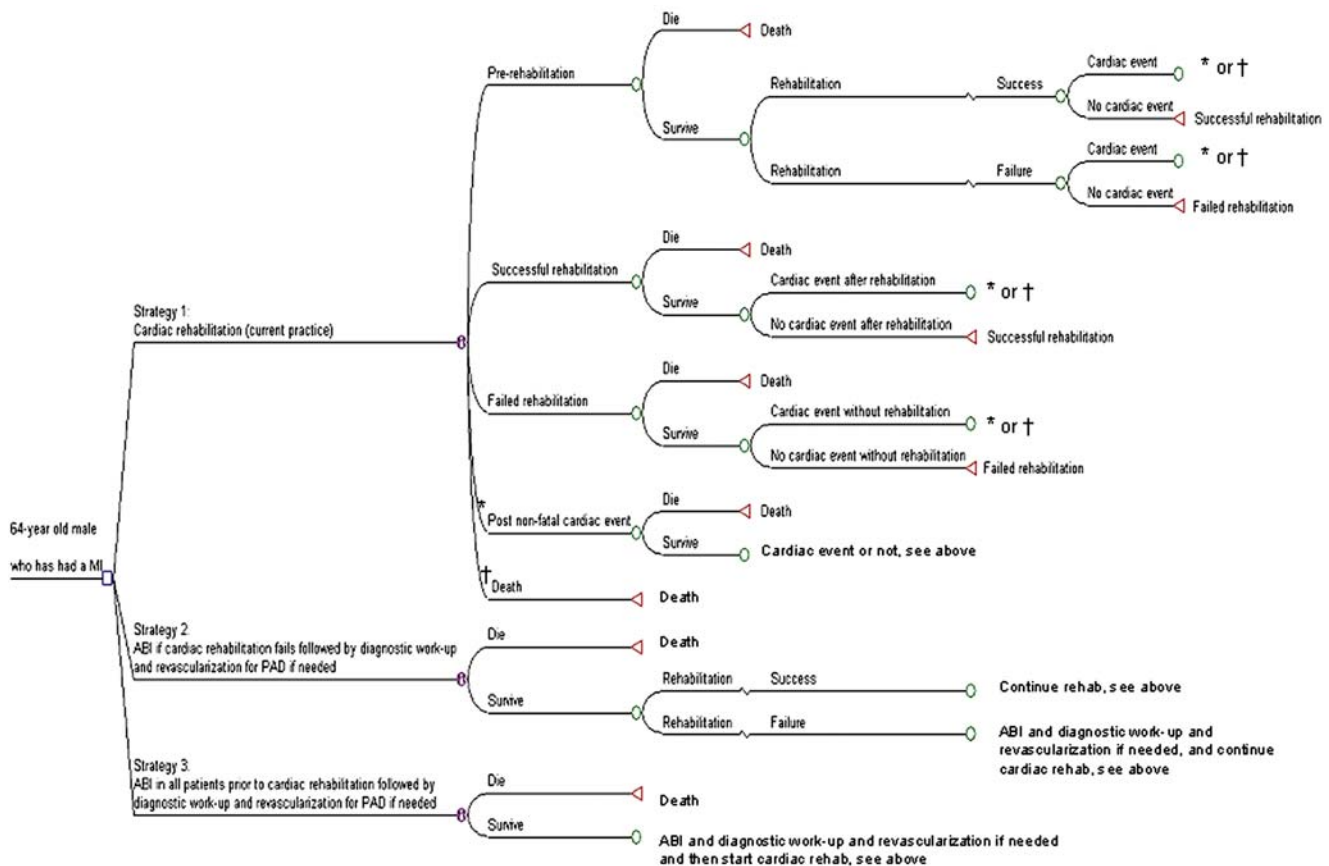 Die
Death
Pre-rehabilitation
Cardiac event
* or †
Rehabilitation
Success
No cardiac event
Successful rehabilitation
Survive
Cardiac event
* or †
Rehabilitation
Failure
No cardiac event
Failed rehabilitation
Die
Death
Successful rehabilitation
Cardiac event after rehabilitation
* or †
Survive
No cardiac event after rehabilitation
Successful rehabilitation
Strategy 1:
Cardiac rehabilitation (current practice)
Die
Death
Failed rehabilitation
Cardiac event without rehabilitation
* or †
Survive
No cardiac event without rehabilitation
Failed rehabilitation
*
Post non-fatal cardiac event
Die
Death
Survive
Cardiac event or not, see above
64-year old male
who has had a MI
†
Death
Death
Strategy 2:
ABI if cardiac rehabilitation fails followed by diagnostic work-up
and revascularization for PAD if needed
Die
Death
Survive
Rehabilitation
Success
Continue rehab, see above
Rehabilitation
Failure
ABI and diagnostic work-up and
revascularization if needed, and continue
cardiac rehab, see above
Strategy 3:
ABI in all patients prior to cardiac rehabilitation followed by
diagnostic work-up and revascularization for PAD if needed
Die
Death
Survive
ABI and diagnostic work-up and revascularization if needed
and then start cardiac rehab, see above